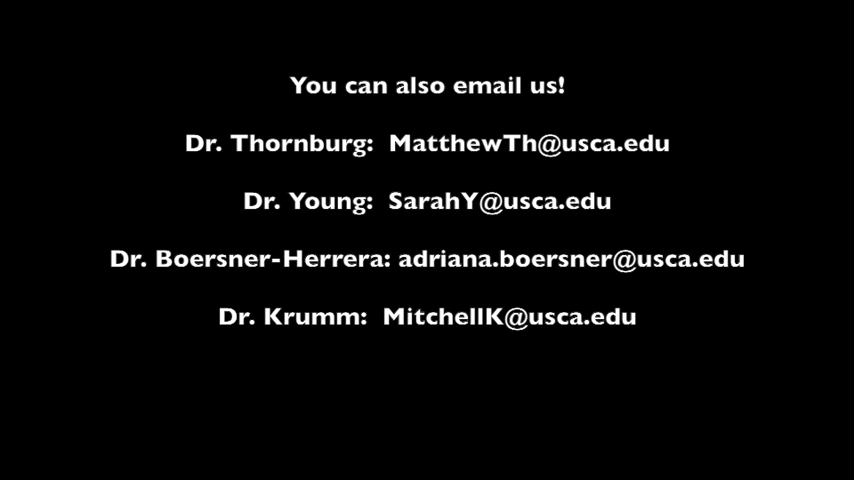 You can also email us!
Dr. Thornburg: MatthewTh@usca.edu
Dr. Young: SarahY@usca.edu
Dr. Boersner-Herrera: adriana.boersner@usca.edu
Dr. Krumm: MitchellK@usca.edu